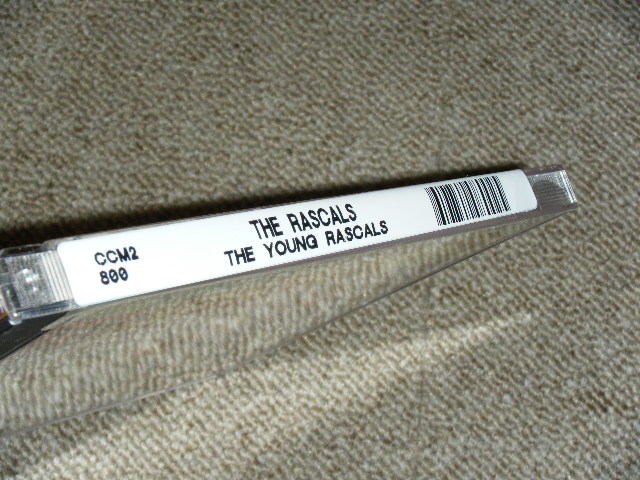 CCM2
800
THE RASCALS
THE YOUNG RASCALS